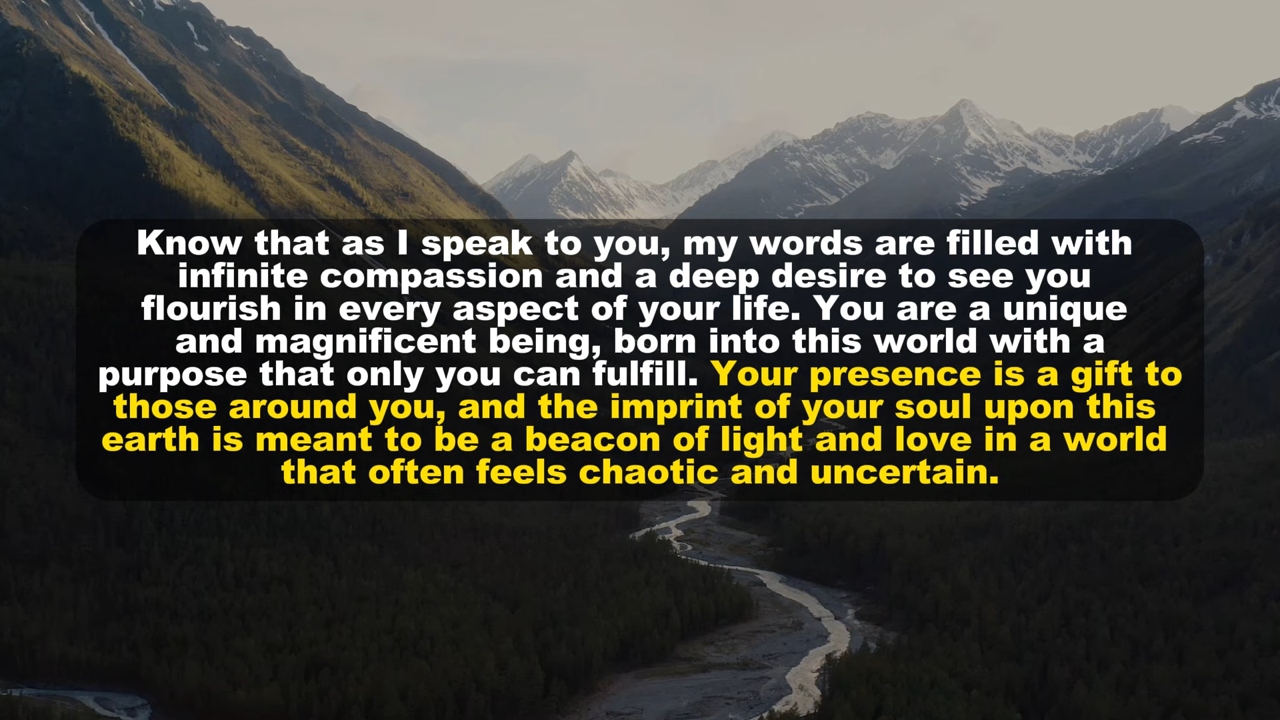 Know that as I speak to you, my words are filled with
infinite compassion and a deep desire to see you
flourish in every aspect of your life. You are a unique
and magnificent being, born into this world with a
purpose that only you can fulfill. Your presence is a gift to
those around you, and the imprint of your soul upon this
earth is meant to be a beacon of light and love in a world
that often feels chaotic and uncertain.